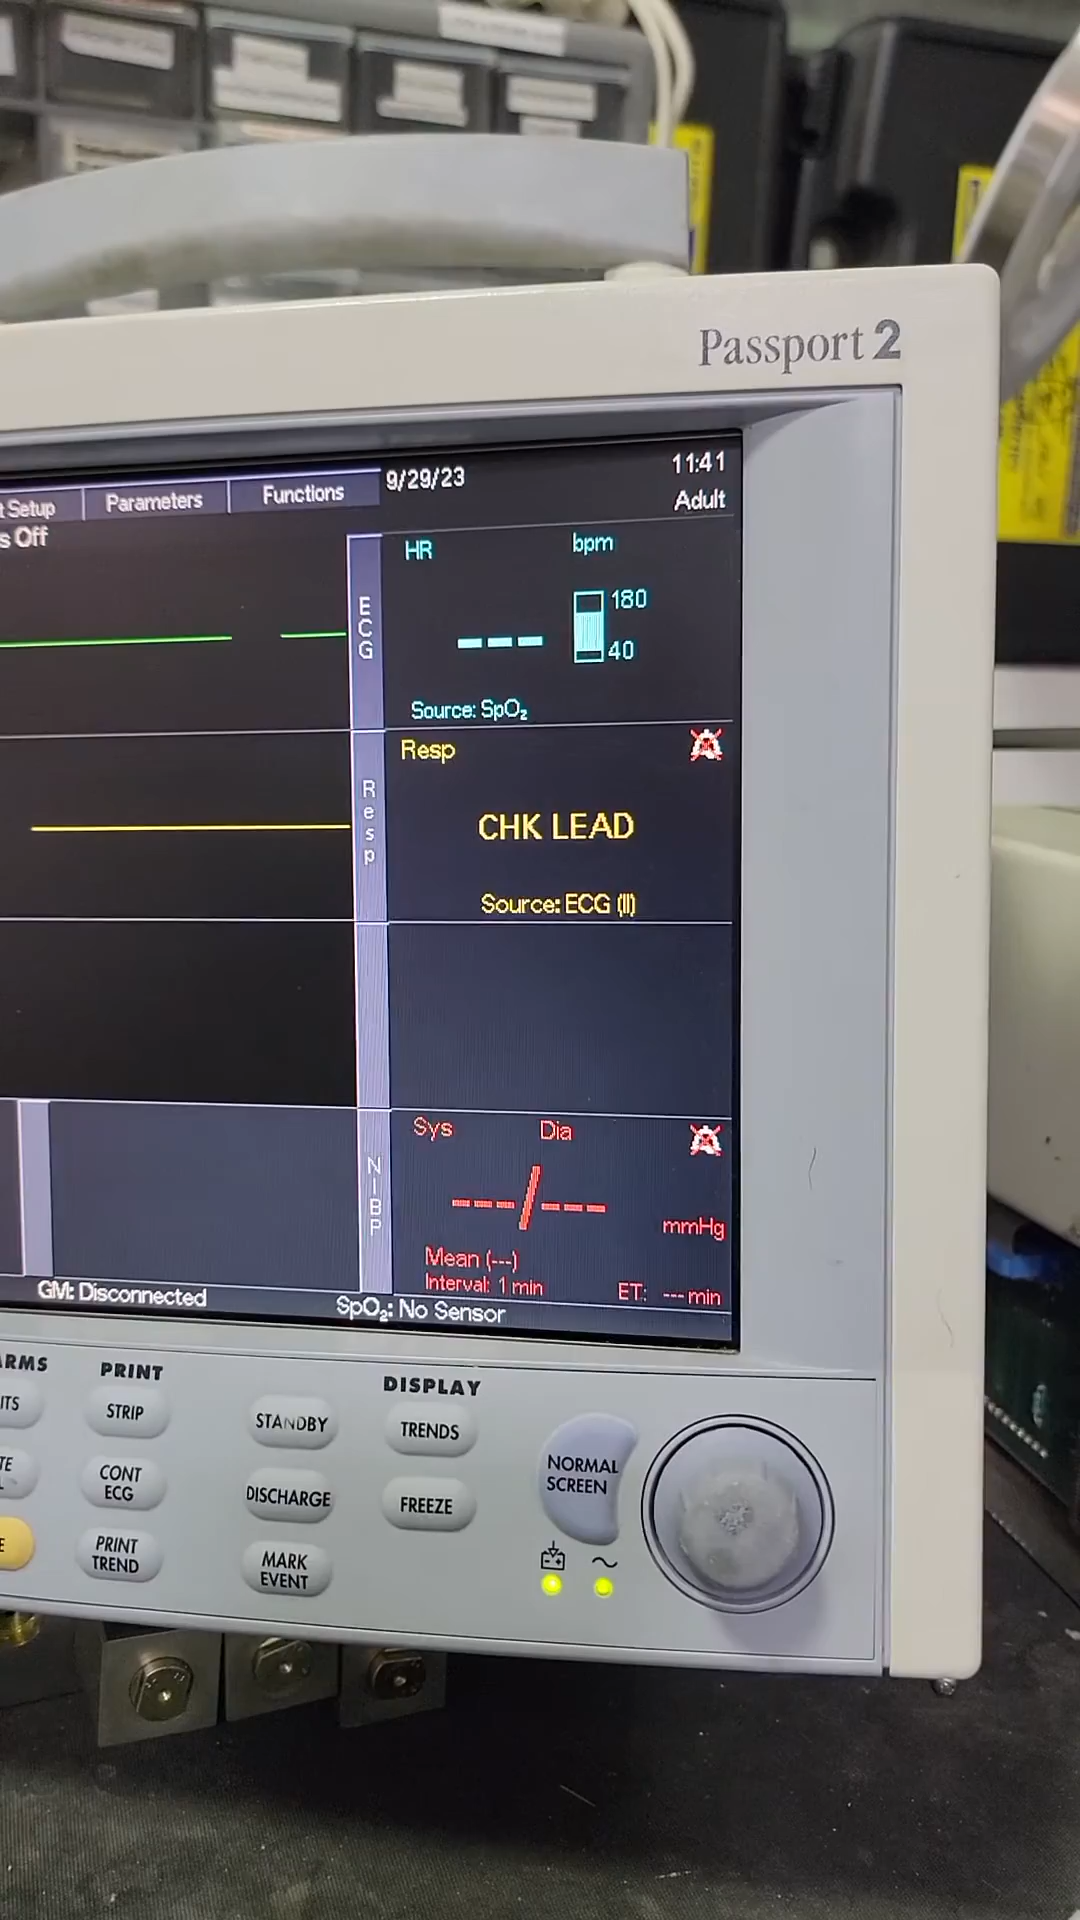 Passport 2
t Setup
Parameters
Functions
9/29/23
11:41
Adult
s Off
ECG
HR
bpm
180
40
---
Source: SpO₂
Resp
Resp
CHK LEAD
Source: ECG (II)
NIBP
Sys
Dia
---/---
mmHg
Mean (---)
Interval: 1 min
ET: --- min
GM: Disconnected
SpO₂: No Sensor
ARMS
PRINT
DISPLAY
ITS
STRIP
STANDBY
TRENDS
NORMAL
SCREEN
TE
CONT
ECG
DISCHARGE
FREEZE
E
PRINT
TREND
MARK
EVENT